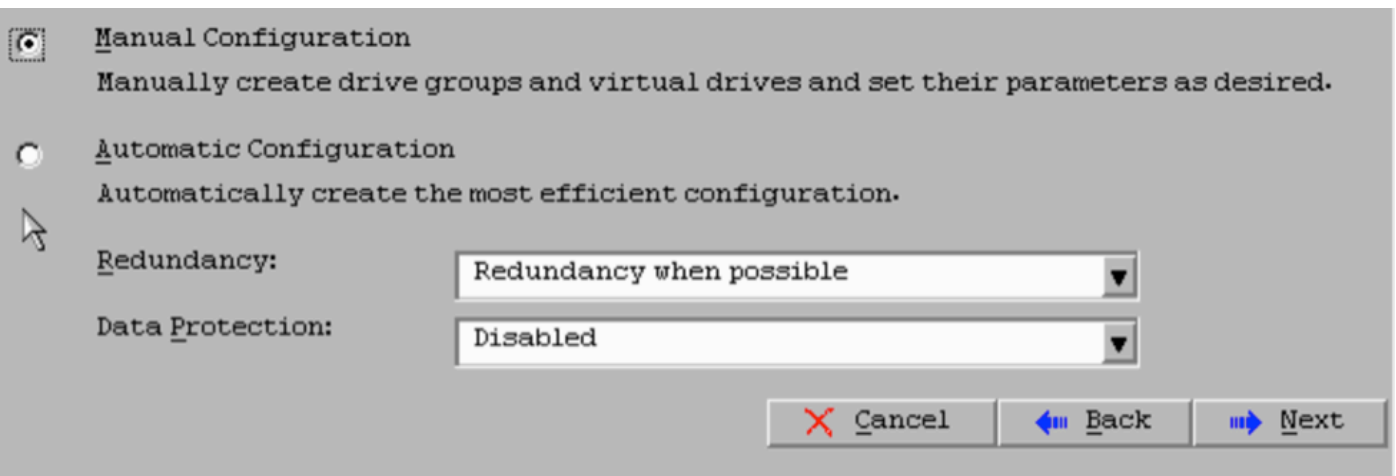 Manual Configuration
Manually create drive groups and virtual drives and set their parameters as desired.
Automatic Configuration
Automatically create the most efficient configuration.
Redundancy: Redundancy when possible
Data Protection: Disabled
Cancel Back Next